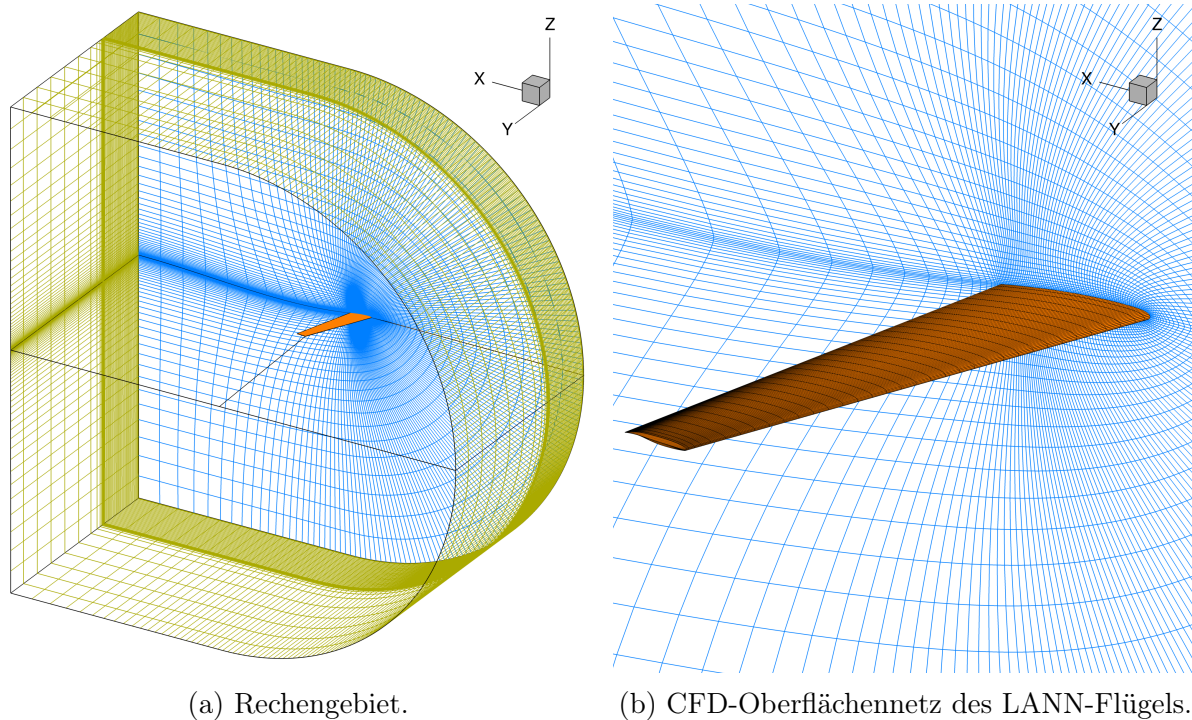 Z
X
Y
Z
X
Y
(a) Rechengebiet.
(b) CFD-Oberflächennetz des LANN-Flügels.